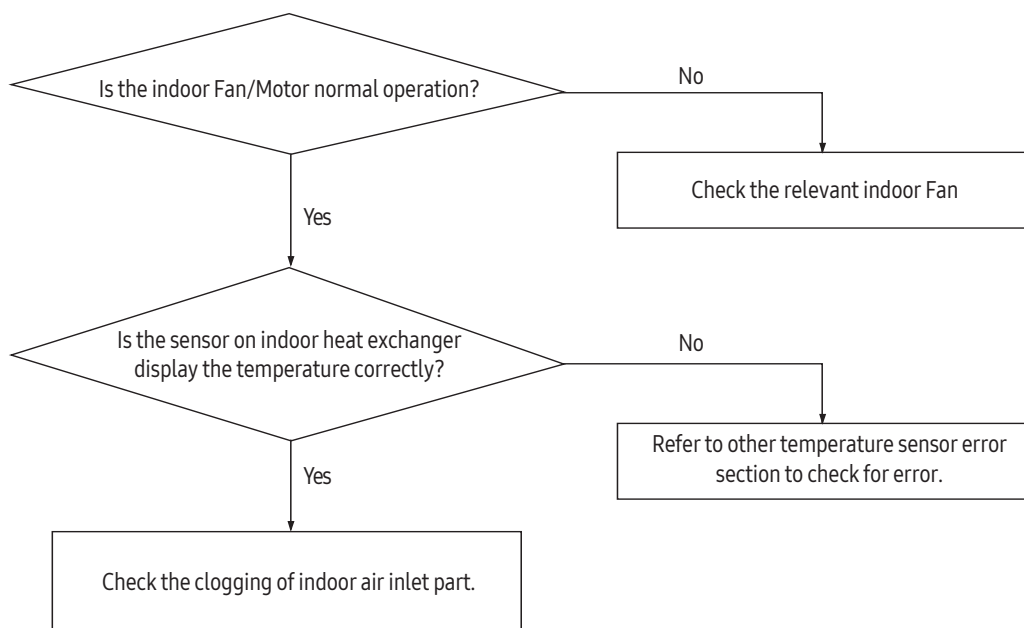 Is the indoor Fan/Motor normal operation?
No
Check the relevant indoor Fan
Yes
Is the sensor on indoor heat exchanger
display the temperature correctly?
No
Refer to other temperature sensor error
section to check for error.
Yes
Check the clogging of indoor air inlet part.